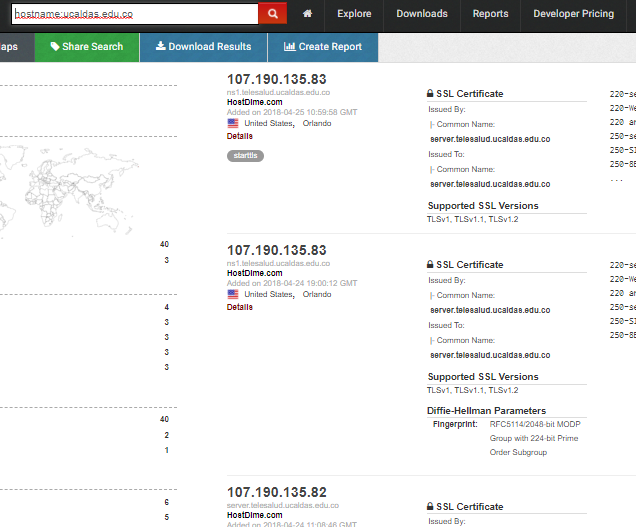 hostname:ucaldas.edu.co
Explore
Downloads
Reports
Developer Pricing
aps
Share Search
Download Results
Create Report
40
3
4
3
3
3
3
40
2
1
6
5
107.190.135.83
ns1.telesalud.ucaldas.edu.co
HostDime.com
Added on 2018-04-25 10:59:58 GMT
United States, Orlando
Details
starttls
SSL Certificate
Issued By:
|- Common Name:
server.telesalud.ucaldas.edu.co
Issued To:
|- Common Name:
server.telesalud.ucaldas.edu.co
Supported SSL Versions
TLSv1, TLSv1.1, TLSv1.2
220-se
220-We
220 an
250-se
250-SI
250-8B
...
107.190.135.83
ns1.telesalud.ucaldas.edu.co
HostDime.com
Added on 2018-04-24 19:00:12 GMT
United States, Orlando
Details
SSL Certificate
Issued By:
|- Common Name:
server.telesalud.ucaldas.edu.co
Issued To:
|- Common Name:
server.telesalud.ucaldas.edu.co
Supported SSL Versions
TLSv1, TLSv1.1, TLSv1.2
Diffie-Hellman Parameters
Fingerprint: RFC5114/2048-bit MODP
Group with 224-bit Prime
Order Subgroup
220-se
220 an
250-se
250-SI
250-8B
107.190.135.82
server.telesalud.ucaldas.edu.co
HostDime.com
Added on 2018-04-24 11:08:46 GMT
SSL Certificate
Issued By: